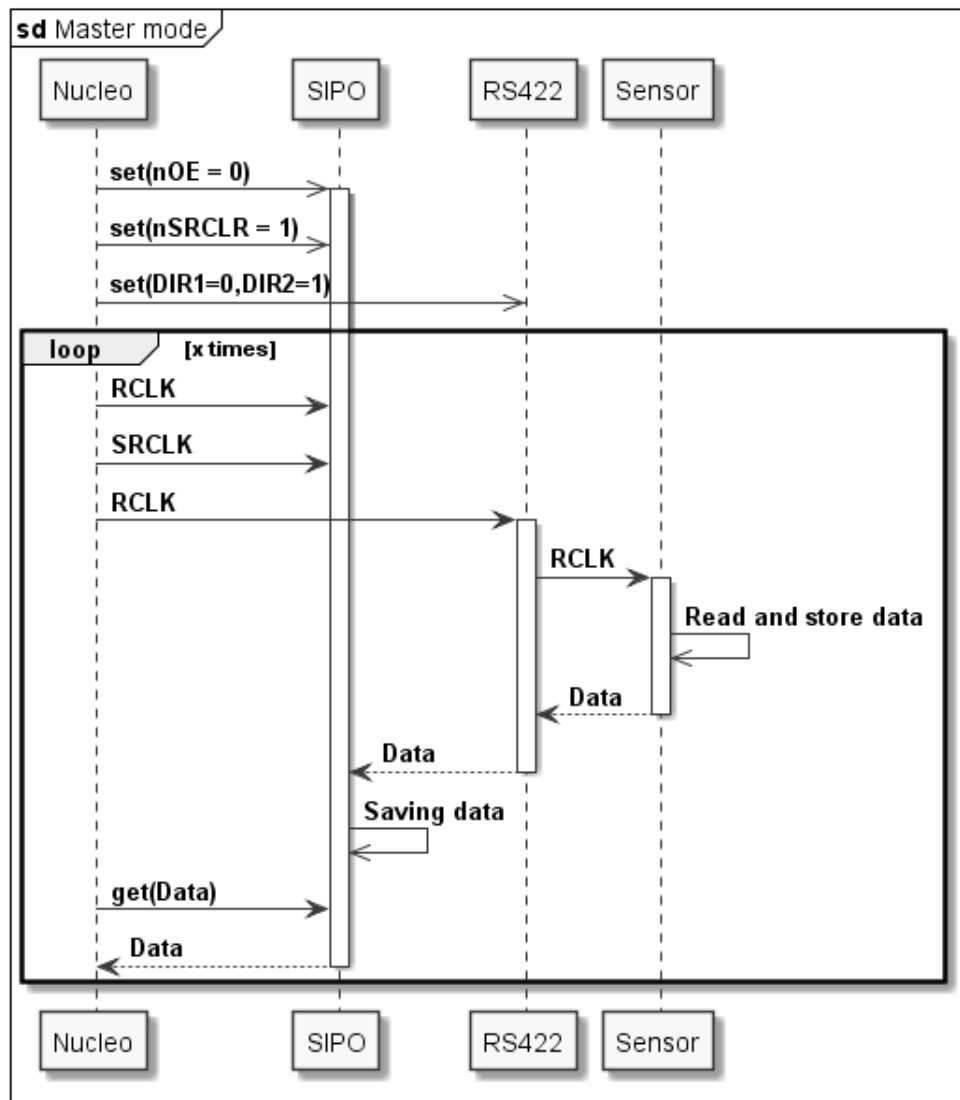 sd Master mode
Nucleo SIPO RS422 Sensor
set(nOE = 0)
set(nSRCLR = 1)
set(DIR1=0,DIR2=1)
loop [x times]
RCLK
SRCLK
RCLK
RCLK
Read and store data
Data
Data
Saving data
get(Data)
Data
Nucleo SIPO RS422 Sensor